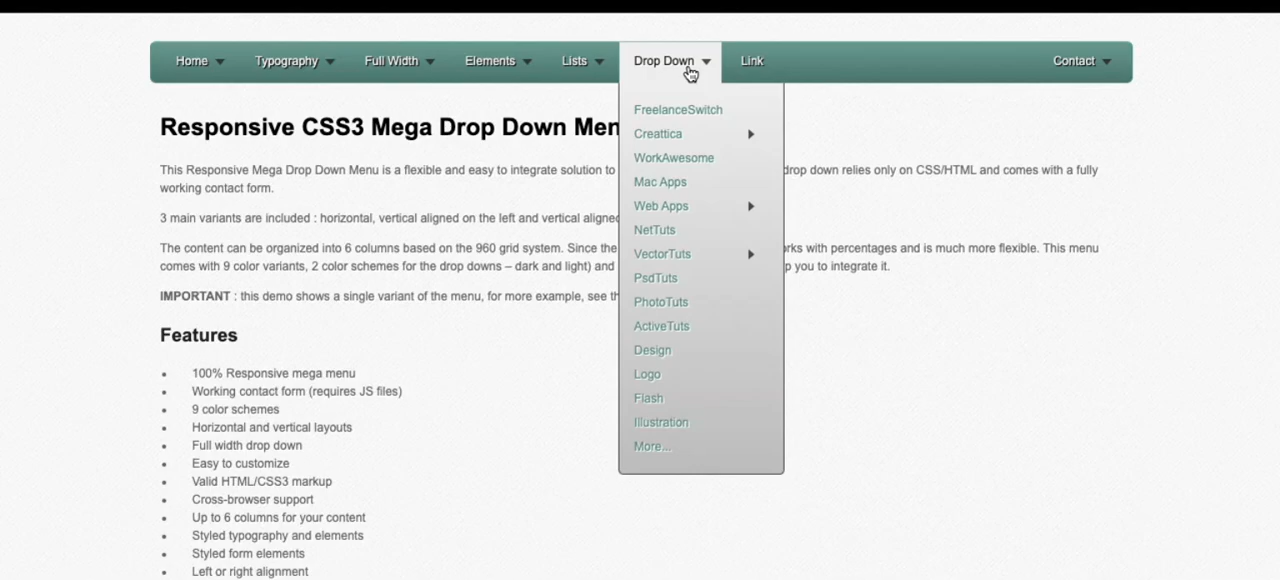 Home Typography Full Width Elements Lists Drop Down Link Contact
FreelanceSwitch
Creattica
WorkAwesome
Mac Apps
Web Apps
NetTuts
VectorTuts
PsdTuts
PhotoTuts
ActiveTuts
Design
Logo
Flash
Illustration
More...
Responsive CSS3 Mega Drop Down Men
This Responsive Mega Drop Down Menu is a flexible and easy to integrate solution to drop down relies only on CSS/HTML and comes with a fully
working contact form.
3 main variants are included : horizontal, vertical aligned on the left and vertical aligned
The content can be organized into 6 columns based on the 960 grid system. Since the rks with percentages and is much more flexible. This menu
comes with 9 color variants, 2 color schemes for the drop downs – dark and light) and p you to integrate it.
IMPORTANT : this demo shows a single variant of the menu, for more example, see th
Features
100% Responsive mega menu
Working contact form (requires JS files)
9 color schemes
Horizontal and vertical layouts
Full width drop down
Easy to customize
Valid HTML/CSS3 markup
Cross-browser support
Up to 6 columns for your content
Styled typography and elements
Styled form elements
Left or right alignment